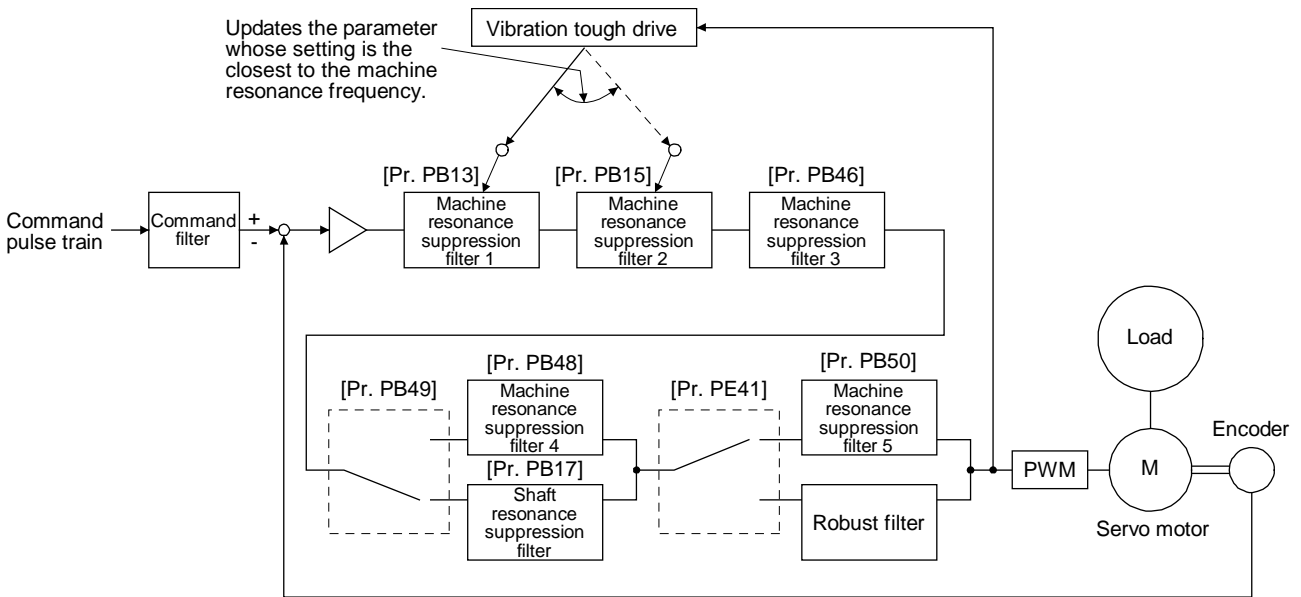 Updates the parameter
whose setting is the
closest to the machine
resonance frequency.
Vibration tough drive
[Pr. PB13]
[Pr. PB15]
[Pr. PB46]
Command
pulse train
Command
filter
+
-
Machine
resonance
suppression
filter 1
Machine
resonance
suppression
filter 2
Machine
resonance
suppression
filter 3
Load
[Pr. PB49]
[Pr. PB48]
Machine
resonance
suppression
filter 4
[Pr. PB17]
Shaft
resonance
suppression
filter
[Pr. PE41]
[Pr. PB50]
Machine
resonance
suppression
filter 5
Robust filter
PWM
M
Servo motor
Encoder